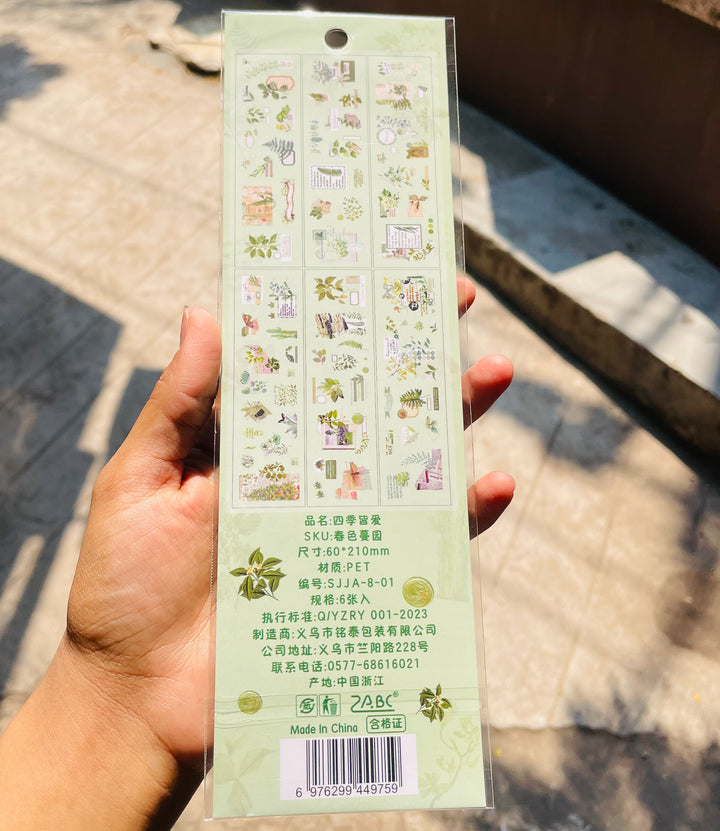 品名:四季皆爱
SKU:春色蔓园
尺寸:60*210mm
材质:PET
编号:SJJA-8-01
规格:6张入
执行标准:Q/YZRY 001-2023
制造商:义乌市铭泰包装有限公司
公司地址:义乌市竺阳路228号
联系电话:0577-68616021
产地:中国浙江
ZABC®
Made In China 合格证
6 976299 449759